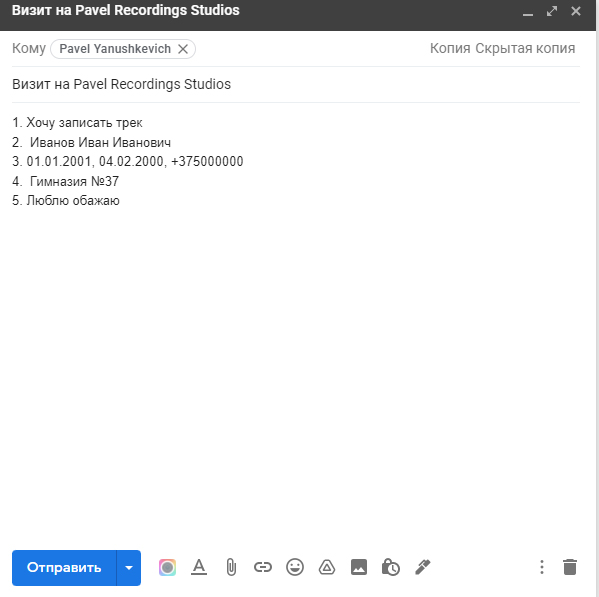 Визит на Pavel Recordings Studios
Кому Pavel Yanushkevich Копия Скрытая копия
Визит на Pavel Recordings Studios
1. Хочу записать трек
2. Иванов Иван Иванович
3. 01.01.2001, 04.02.2000, +375000000
4. Гимназия №37
5. Люблю обажаю
Отправить